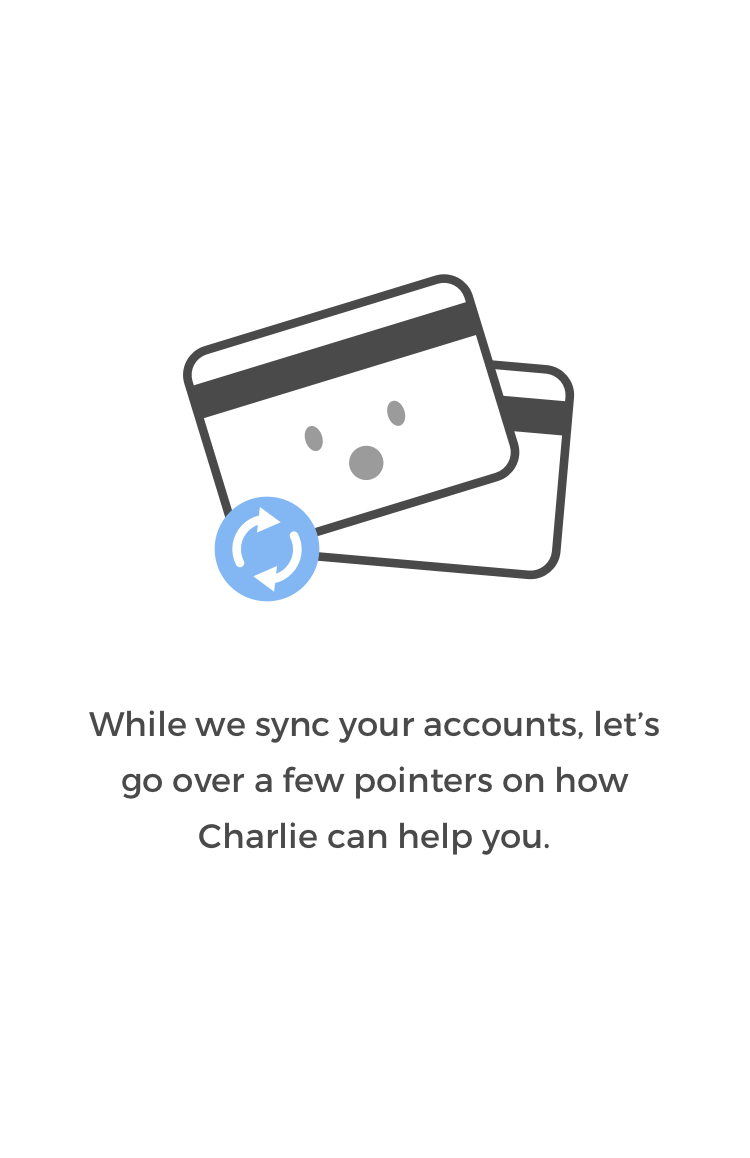 While we sync your accounts, let’s
go over a few pointers on how
Charlie can help you.